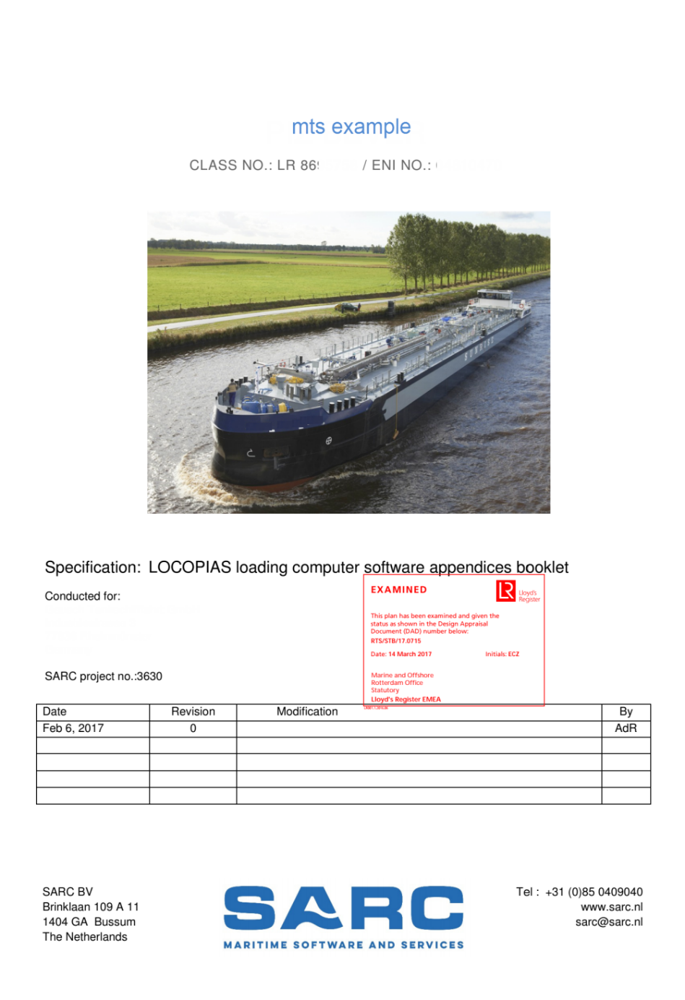 mts example
CLASS NO.: LR 869 / ENI NO.:
SUNRISE
Specification: LOCOPIAS loading computer software appendices booklet
EXAMINED
Lloyd's
Register
This plan has been examined and given the
status as shown in the Design Appraisal
Document (DAD) number below:
RTS/STB/17.0715
Date: 14 March 2017 Initials: ECZ
Marine and Offshore
Rotterdam Office
Statutory
Lloyd's Register EMEA
Conducted for:
SARC project no.:3630
Date Revision Modification By
Feb 6, 2017 0 AdR
SARC BV
Brinklaan 109 A 11
1404 GA Bussum
The Netherlands
SARC
MARITIME SOFTWARE AND SERVICES
Tel : +31 (0)85 0409040
www.sarc.nl
sarc@sarc.nl